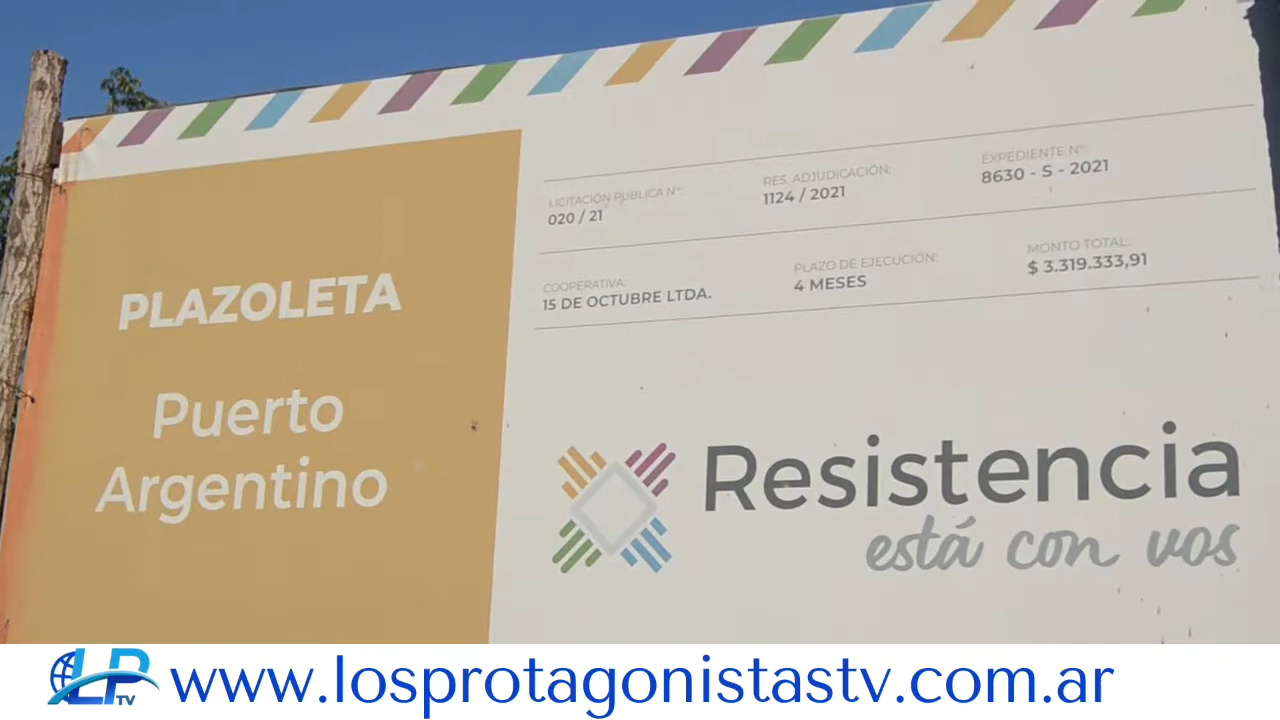 PLAZOLETA
Puerto
Argentino
LICITACIÓN PUBLICA N°:
020 / 21
RES. ADJUDICACIÓN:
1124 / 2021
EXPEDIENTE N°:
8630 - S - 2021
COOPERATIVA:
15 DE OCTUBRE LTDA.
PLAZO DE EJECUCIÓN:
4 MESES
MONTO TOTAL:
$ 3.319.333,91
Resistencia
está con vos
LP TV
www.losprotagonistastv.com.ar